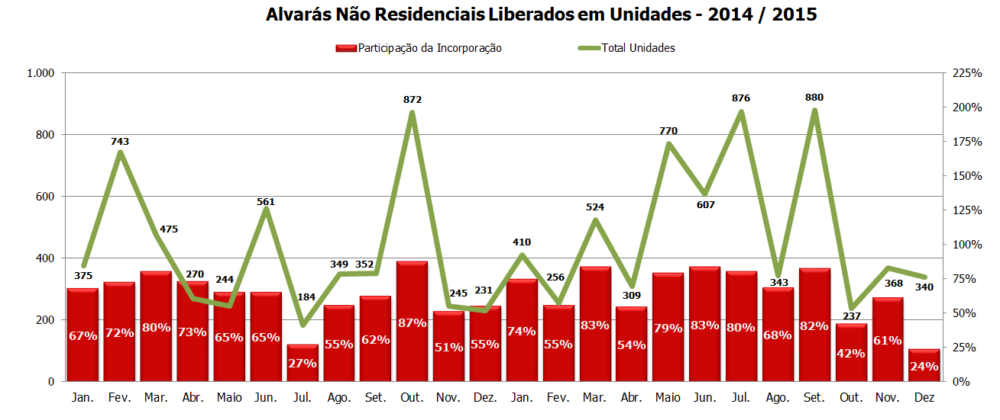 Alvarás Não Residenciais Liberados em Unidades - 2014 / 2015
Participação da Incorporação Total Unidades
1.000 225%
200%
800 175%
150%
600 125%
100%
400 75%
50%
200 25%
0 0%
375 743 475 270 244 561 184 349 352 872 245 231 410 256 524 309 770 607 876 343 880 237 368 340
67% 72% 80% 73% 65% 65% 27% 55% 62% 87% 51% 55% 74% 55% 83% 54% 79% 83% 80% 68% 82% 42% 61% 24%
Jan. Fev. Mar. Abr. Maio Jun. Jul. Ago. Set. Out. Nov. Dez. Jan. Fev. Mar. Abr. Maio Jun. Jul. Ago. Set. Out. Nov. Dez